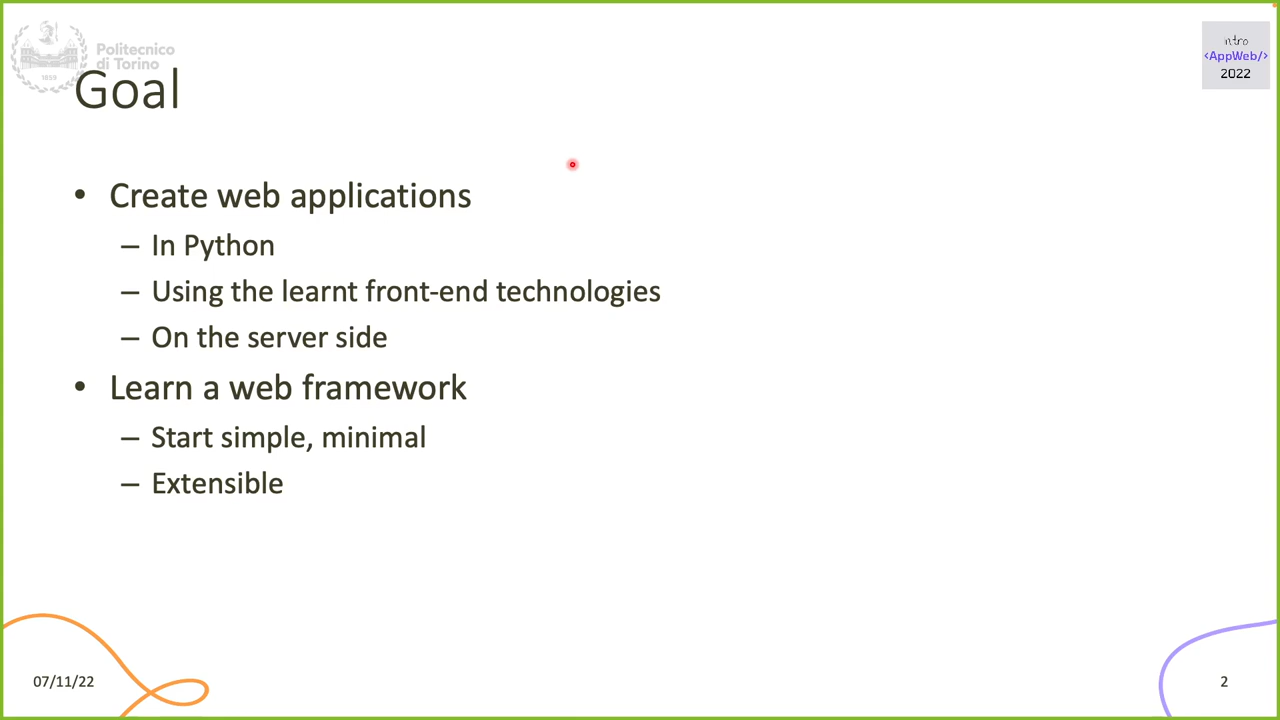 Politecnico
di Torino
1859
intro
<AppWeb/>
2022
Goal
• Create web applications
– In Python
– Using the learnt front-end technologies
– On the server side
• Learn a web framework
– Start simple, minimal
– Extensible
07/11/22
2